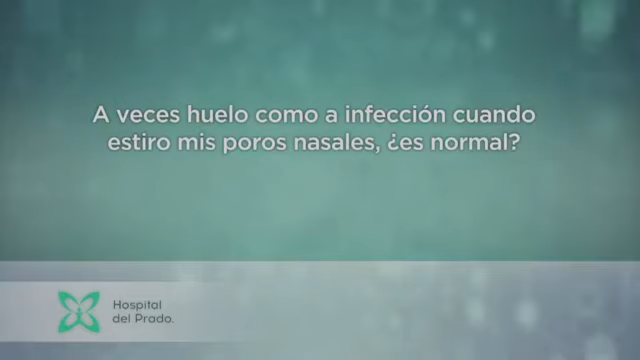 A veces huelo como a infección cuando
estiro mis poros nasales, ¿es normal?
Hospital
del Prado.